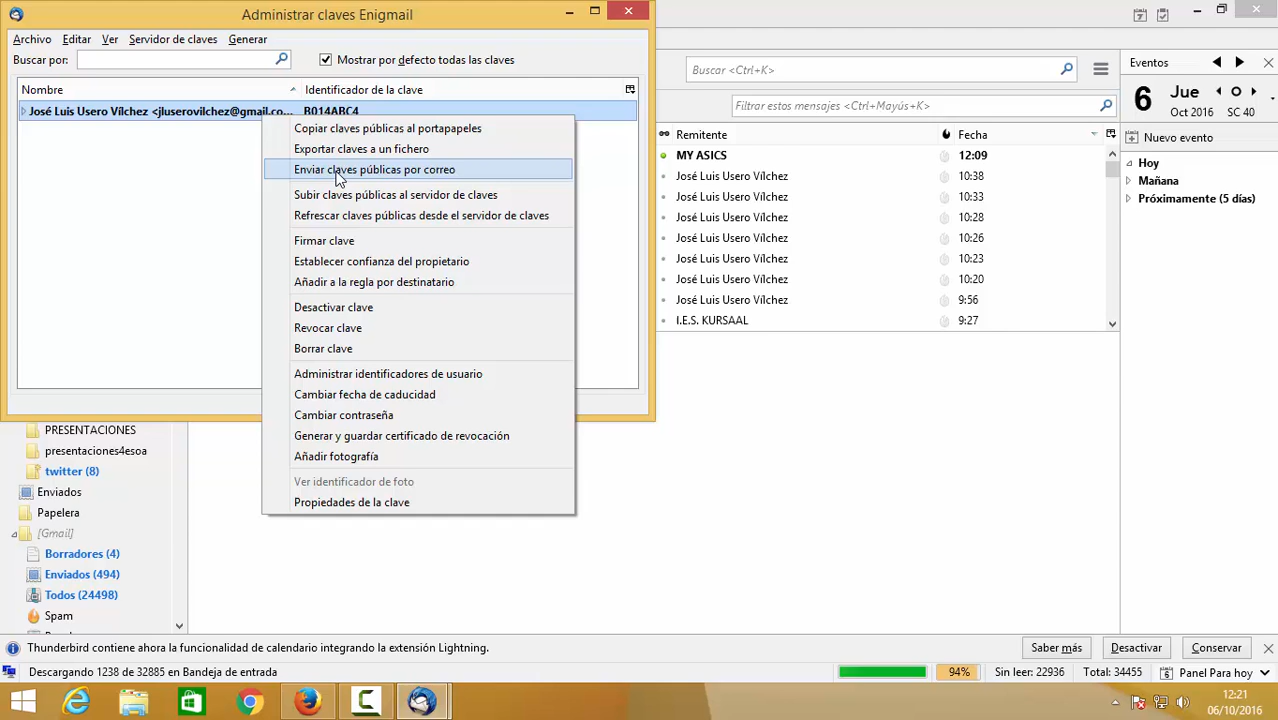 Administrar claves Enigmail
Archivo Editar Ver Servidor de claves Generar
Buscar por: Mostrar por defecto todas las claves
Nombre Identificador de la clave
José Luis Usero Vílchez <jluserovilchez@gmail.co... B014ABC4
Copiar claves públicas al portapapeles
Exportar claves a un fichero
Enviar claves públicas por correo
Subir claves públicas al servidor de claves
Refrescar claves públicas desde el servidor de claves
Firmar clave
Establecer confianza del propietario
Añadir a la regla por destinatario
Desactivar clave
Revocar clave
Borrar clave
Administrar identificadores de usuario
Cambiar fecha de caducidad
Cambiar contraseña
Generar y guardar certificado de revocación
Añadir fotografía
Ver identificador de foto
Propiedades de la clave
Buscar <Ctrl+K>
Filtrar estos mensajes <Ctrl+Mayús+K>
Remitente Fecha
MY ASICS 12:09
José Luis Usero Vílchez 10:38
José Luis Usero Vílchez 10:33
José Luis Usero Vílchez 10:28
José Luis Usero Vílchez 10:26
José Luis Usero Vílchez 10:23
José Luis Usero Vílchez 10:20
José Luis Usero Vílchez 9:56
I.E.S. KURSAAL 9:27
Eventos
6 Jue
Oct 2016 SC 40
Nuevo evento
Hoy
Mañana
Próximamente (5 días)
PRESENTACIONES
presentaciones4esoa
twitter (8)
Enviados
Papelera
[Gmail]
Borradores (4)
Enviados (494)
Todos (24498)
Spam
Thunderbird contiene ahora la funcionalidad de calendario integrando la extensión Lightning. Saber más Desactivar Conservar
Descargando 1238 de 32885 en Bandeja de entrada 94% Sin leer: 22936 Total: 34455 6 Panel Para hoy
12:21
06/10/2016